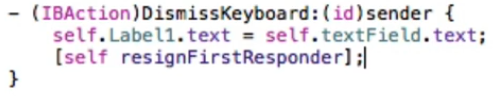 - (IBAction)DismissKeyboard:(id)sender {
self.Label1.text = self.textField.text;
[self resignFirstResponder];
}